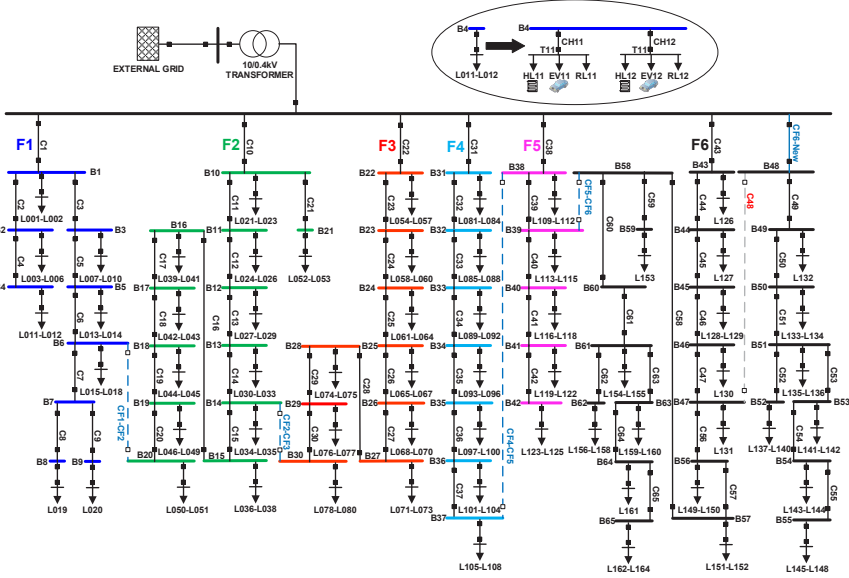 B4
B4
CH11
CH12
T11
T11
L011-L012
HL11 EV11 RL11
HL12 EV12 RL12
EXTERNAL GRID
10/0.4kV
TRANSFORMER
F1
F2
F3
F4
F5
F6
C1
C10
C22
C31
C38
C43
CF6-New
B1
B10
B22
B31
B38
B58
B43
B48
C2
C3
L001-L002
C11
L021-L023
C21
C23
L054-L057
C32
L081-L084
C39
L109-L112
CF5-CF6
C60
C59
C44
L126
C48
C49
B3
B16
B11
B21
B23
B32
B39
B59
B44
B49
C4
L003-L006
C5
L007-L010
C17
L039-L041
C12
L024-L026
L052-L053
C24
L058-L060
C33
L085-L088
C40
L113-L115
L153
C45
L127
C50
L132
B5
B17
B12
B24
B33
B40
B60
B45
B50
L011-L012
C6
L013-L014
C18
L042-L043
C16
C13
L027-L029
C25
L061-L064
C34
L089-L092
C41
L116-L118
C61
C58
C46
L128-L129
C51
L133-L134
B6
B18
B13
B28
B25
B34
B41
B61
B46
B51
C7
L015-L018
CF1-CF2
C19
L044-L045
C14
L030-L033
C29
L074-L075
C28
C26
L065-L067
C35
L093-L096
C42
L119-L122
C62
L154-L155
C63
C47
L130
C52
L135-L136
C53
B7
B19
B14
B29
B26
B35
B42
B62
B63
B47
B52
B53
C8
C9
C20
L046-L049
C15
L034-L035
CF2-CF3
C30
L076-L077
C27
L068-L070
C36
L097-L100
CF4-CF5
L123-L125
L156-L158
C64
L159-L160
C56
L131
L137-L140
C54
L141-L142
B8
B9
B20
B15
B30
B27
B36
B64
B56
B54
L019
L020
L050-L051
L036-L038
L078-L080
L071-L073
C37
L101-L104
L161
C65
L149-L150
C57
L143-L144
C55
B37
B65
B57
B55
L105-L108
L162-L164
L151-L152
L145-L148